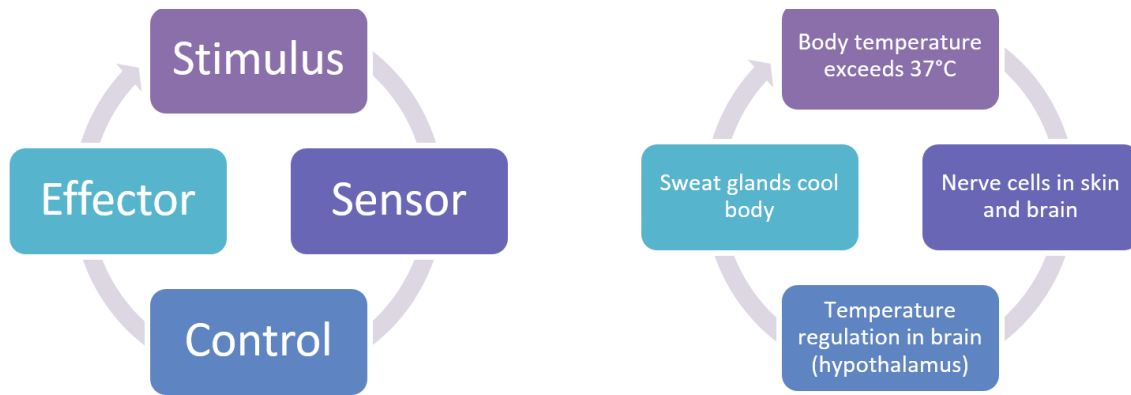 Stimulus
Sensor
Control
Effector
Body temperature
exceeds 37°C
Nerve cells in skin
and brain
Temperature
regulation in brain
(hypothalamus)
Sweat glands cool
body